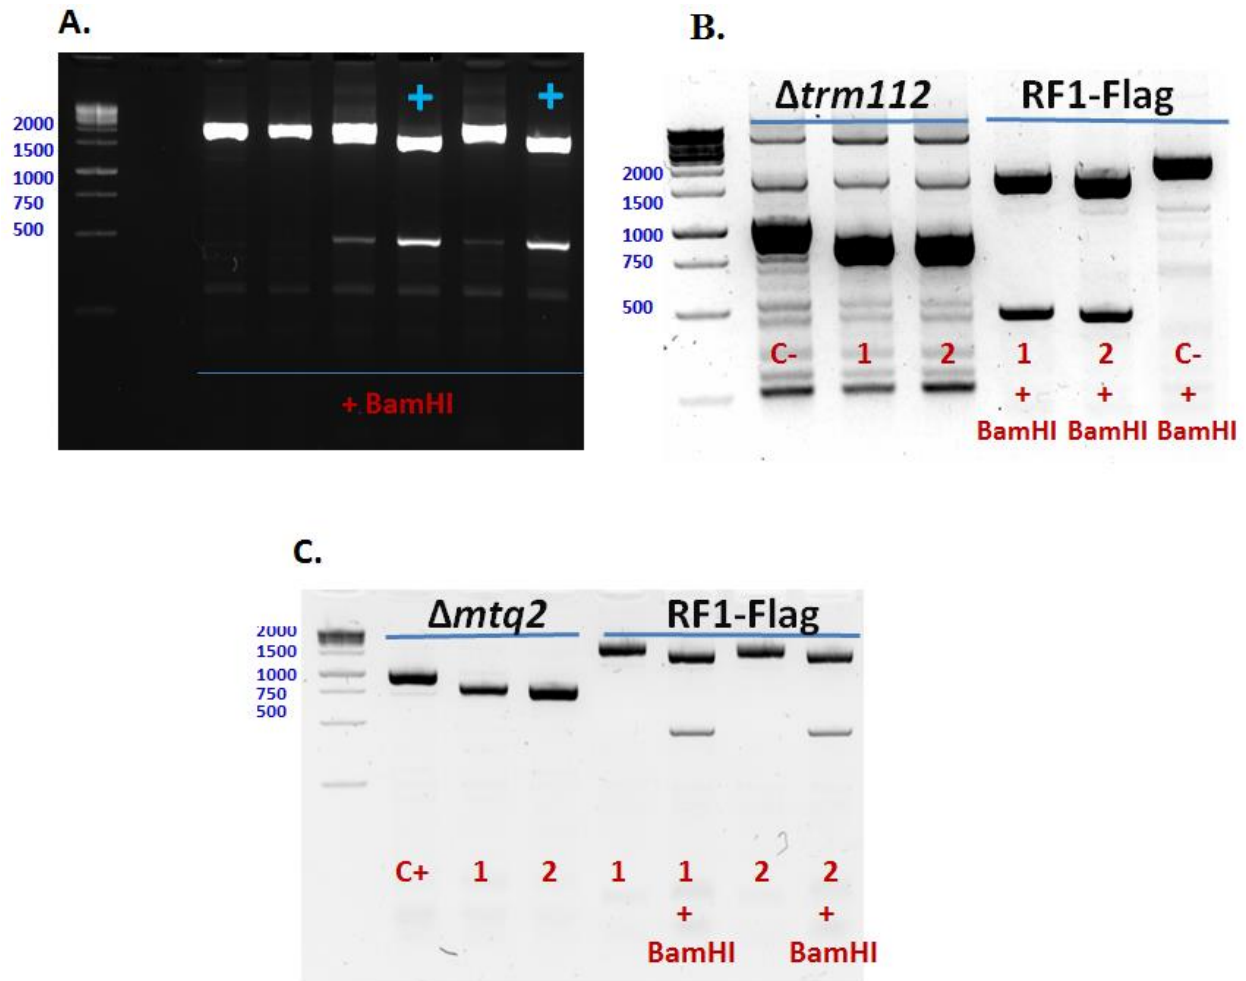 A.
+ +
2000
1500
1000
750
500
+ BamHI
B.
Δtrm112 RF1-Flag
2000
1500
1000
750
500
C- 1 2 1 2 C-
+ + +
BamHI BamHI BamHI
C.
Δmtq2 RF1-Flag
2000
1500
1000
750
500
C+ 1 2 1 1 2 2
+ +
BamHI BamHI